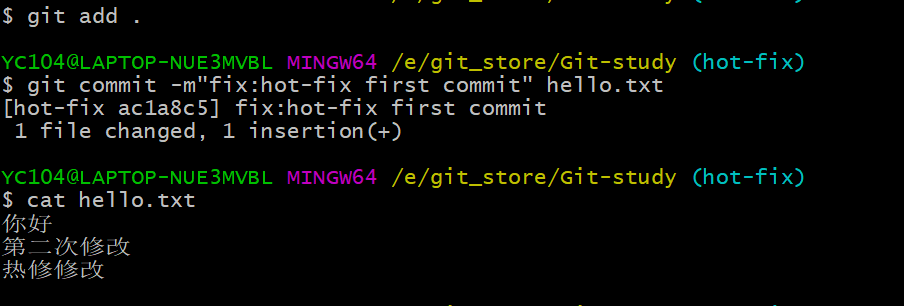 $ git add .
YC104@LAPTOP-NUE3MVBL MINGW64 /e/git_store/Git-study (hot-fix)
$ git commit -m"fix:hot-fix first commit" hello.txt
[hot-fix ac1a8c5] fix:hot-fix first commit
 1 file changed, 1 insertion(+)
YC104@LAPTOP-NUE3MVBL MINGW64 /e/git_store/Git-study (hot-fix)
$ cat hello.txt
你好
第二次修改
热修修改